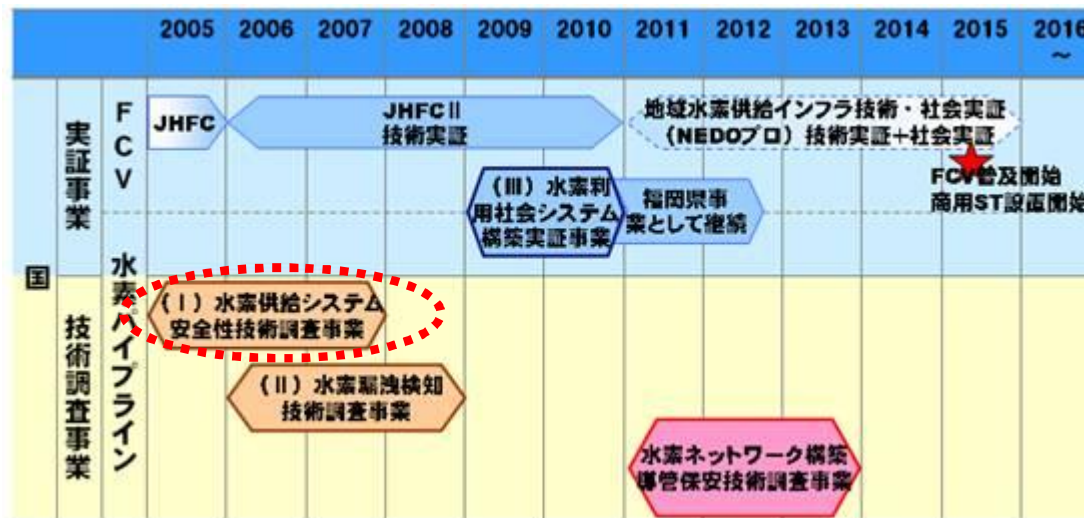 2005 2006 2007 2008 2009 2010 2011 2012 2013 2014 2015 2016
～
国
実証事業
技術調査事業
FCV
水素パイプライン
JHFC
JHFCⅡ
技術実証
地域水素供給インフラ技術・社会実証
（NEDOプロ）技術実証＋社会実証
FCV普及開始
商用ST設置開始
（Ⅲ）水素利
用社会システム
構築実証事業
福岡県事
業として継続
（Ⅰ）水素供給システム
安全性技術調査事業
（Ⅱ）水素漏洩検知
技術調査事業
水素ネットワーク構築
導管保安技術調査事業